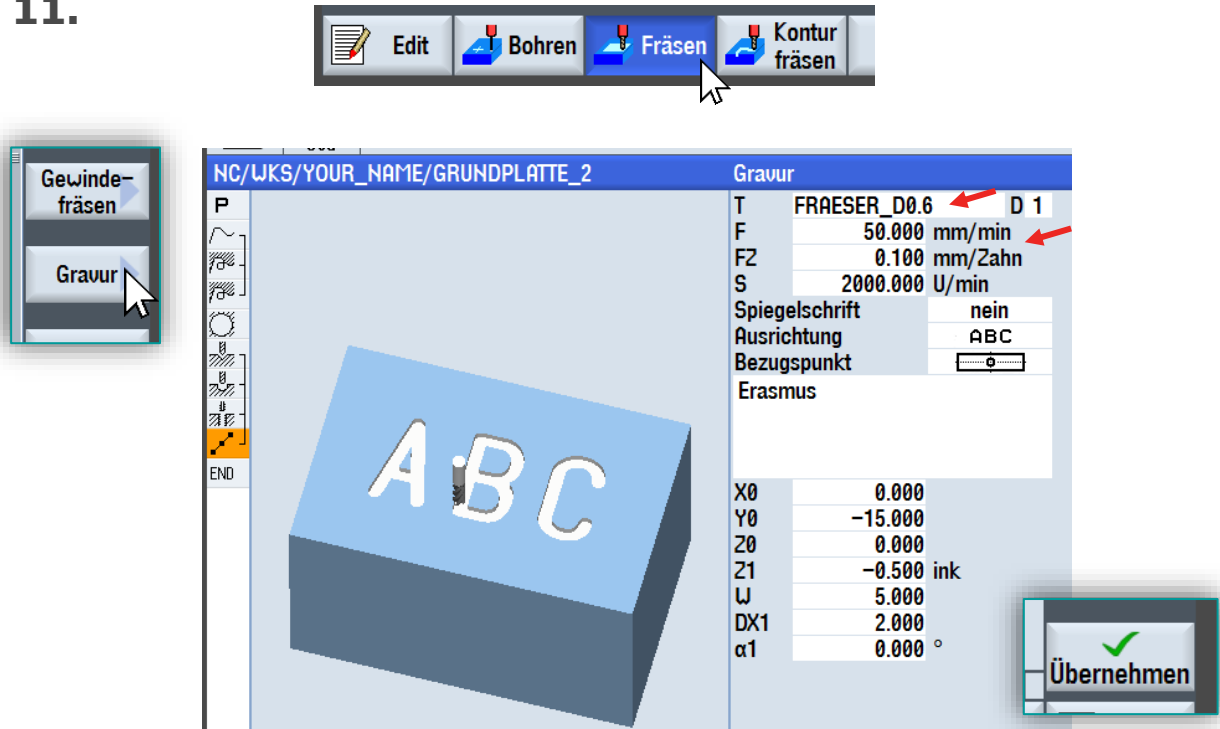 11.
Edit
Bohren
Fräsen
Kontur
fräsen
Gewinde-
fräsen
Gravur
NC/WKS/YOUR_NAME/GRUNDPLATTE_2
Gravur
P
END
ABC
T FRAESER_D0.6 D 1
F 50.000 mm/min
FZ 0.100 mm/Zahn
S 2000.000 U/min
Spiegelschrift nein
Ausrichtung ABC
Bezugspunkt
Erasmus
X0 0.000
Y0 -15.000
Z0 0.000
Z1 -0.500 ink
W 5.000
DX1 2.000
α1 0.000 °
Übernehmen